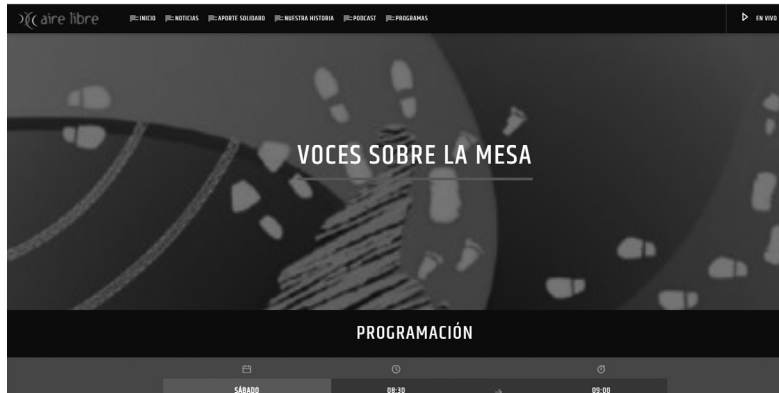 aire libre
INICIO NOTICIAS APORTE SOLIDARO NUESTRA HISTORIA PODCAST PROGRAMAS
EN VIVO
VOCES SOBRE LA MESA
PROGRAMACIÓN
SÁBADO 08:30 → 09:00